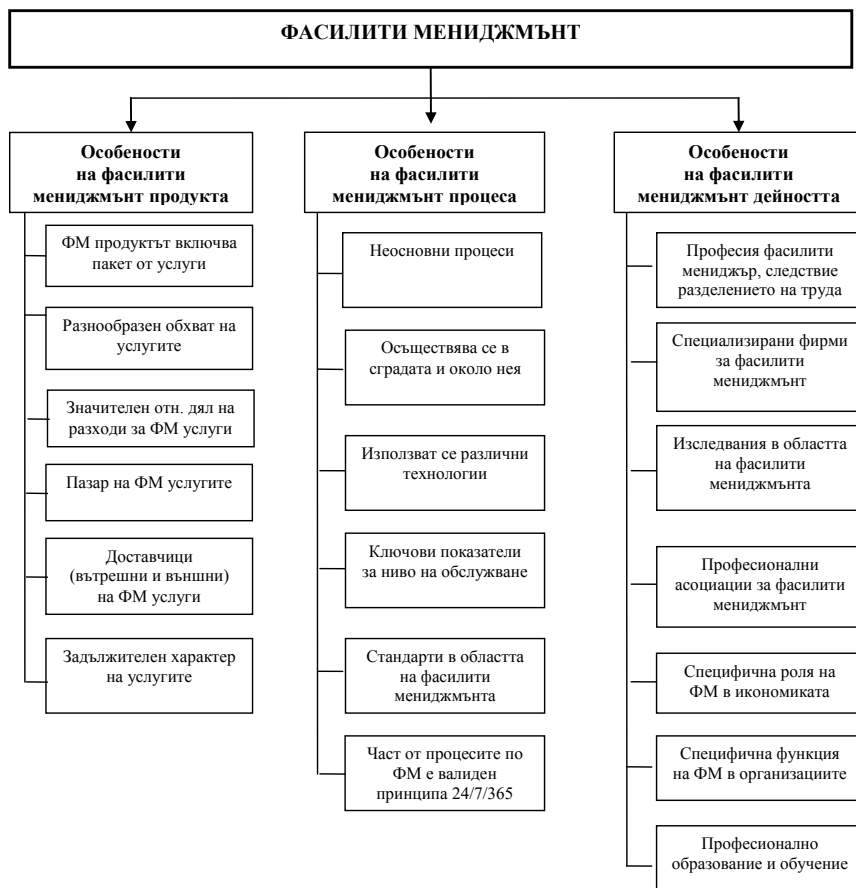 ФАСИЛИТИ МЕНИДЖМЪНТ
Особености
на фасилити
мениджмънт продукта
ФМ продуктът включва
пакет от услуги
Разнообразен обхват на
услугите
Значителен отн. дял на
разходи за ФМ услуги
Пазар на ФМ услугите
Доставчици
(вътрешни и външни)
на ФМ услуги
Задължителен характер
на услугите
Особености
на фасилити
мениджмънт процеса
Неосновни процеси
Осъществява се в
сградата и около нея
Използват се различни
технологии
Ключови показатели
за ниво на обслужване
Стандарти в областта
на фасилити
мениджмънта
Част от процесите по
ФМ е валиден
принципа 24/7/365
Особености
на фасилити
мениджмънт дейността
Професия фасилити
мениджър, следствие
разделението на труда
Специализирани фирми
за фасилити
мениджмънт
Изследвания в областта
на фасилити
мениджмънта
Професионални
асоциации за фасилити
мениджмънт
Специфична роля на
ФМ в икономиката
Специфична функция
на ФМ в организациите
Професионално
образование и обучение